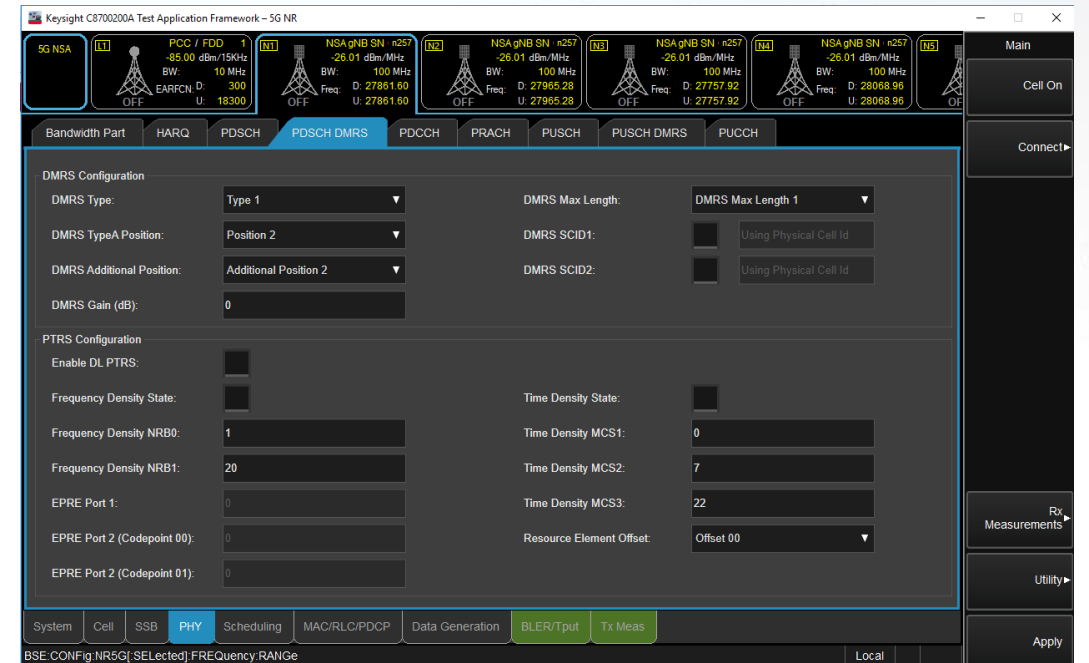 Keysight C8700200A Test Application Framework – 5G NR
5G NSA
L1 PCC / FDD 1
-85.00 dBm/15KHz
BW: 10 MHz
EARFCN: D: 300
U: 18300
OFF
N1 NSA gNB SN · n257
-26.01 dBm/MHz
BW: 100 MHz
Freq: D: 27861.60
U: 27861.60
OFF
N2 NSA gNB SN · n257
-26.01 dBm/MHz
BW: 100 MHz
Freq: D: 27965.28
U: 27965.28
OFF
N3 NSA gNB SN · n257
-26.01 dBm/MHz
BW: 100 MHz
Freq: D: 27757.92
U: 27757.92
OFF
N4 NSA gNB SN · n257
-26.01 dBm/MHz
BW: 100 MHz
Freq: D: 28068.96
U: 28068.96
OFF
N5
OF
Main
Cell On
Connect
Bandwidth Part HARQ PDSCH PDSCH DMRS PDCCH PRACH PUSCH PUSCH DMRS PUCCH
DMRS Configuration
DMRS Type: Type 1 DMRS Max Length: DMRS Max Length 1
DMRS TypeA Position: Position 2 DMRS SCID1: Using Physical Cell Id
DMRS Additional Position: Additional Position 2 DMRS SCID2: Using Physical Cell Id
DMRS Gain (dB): 0
PTRS Configuration
Enable DL PTRS:
Frequency Density State: Time Density State:
Frequency Density NRB0: 1 Time Density MCS1: 0
Frequency Density NRB1: 20 Time Density MCS2: 7
EPRE Port 1: 0 Time Density MCS3: 22
EPRE Port 2 (Codepoint 00): 0 Resource Element Offset: Offset 00
EPRE Port 2 (Codepoint 01): 0
Rx
Measurements
Utility
Apply
System Cell SSB PHY Scheduling MAC/RLC/PDCP Data Generation BLER/Tput Tx Meas
BSE:CONFig:NR5G[:SELected]:FREQuency:RANGe Local